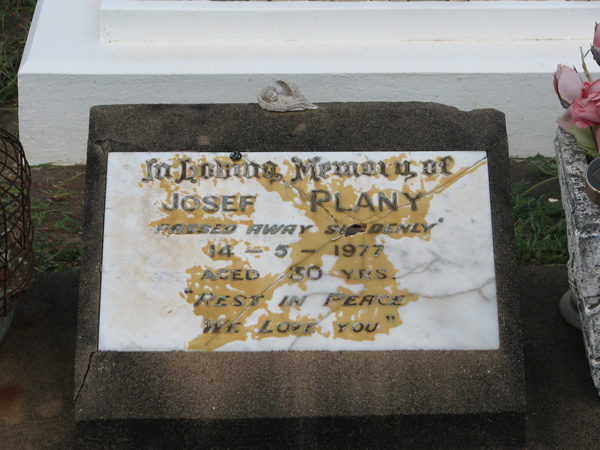 In Loving Memory of
JOSEF PLANY
PASSED AWAY SUDDENLY
14 - 5 1977
AGED 30 YRS.
"REST IN PEACE
WE LOVE YOU"